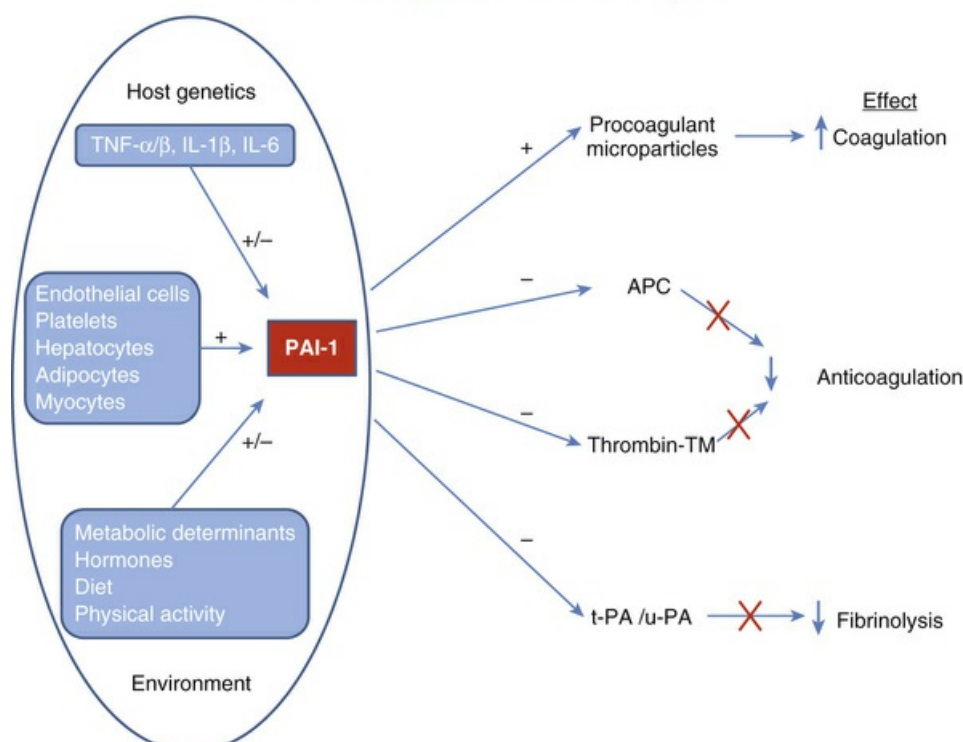 Host genetics
TNF-α/β, IL-1β, IL-6
+/–
Endothelial cells
Platelets
Hepatocytes
Adipocytes
Myocytes
+
PAI-1
+/–
Metabolic determinants
Hormones
Diet
Physical activity
Environment
+
Procoagulant
microparticles
Effect
Coagulation
–
APC
Anticoagulation
–
Thrombin-TM
–
t-PA /u-PA
Fibrinolysis